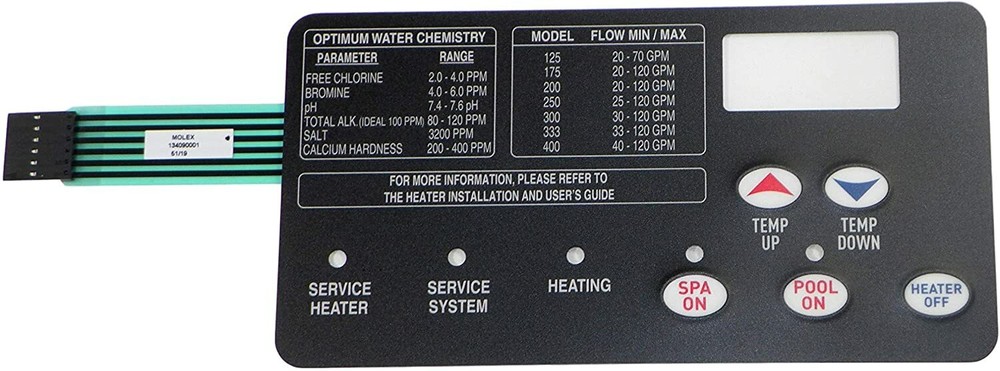 MOLEX
134090001
51/19
OPTIMUM WATER CHEMISTRY
PARAMETER RANGE
FREE CHLORINE 2.0 - 4.0 PPM
BROMINE 4.0 - 6.0 PPM
pH 7.4 - 7.6 pH
TOTAL ALK.(IDEAL 100 PPM) 80 - 120 PPM
SALT 3200 PPM
CALCIUM HARDNESS 200 - 400 PPM
MODEL FLOW MIN / MAX
125 20 - 70 GPM
175 20 - 120 GPM
200 20 - 120 GPM
250 25 - 120 GPM
300 30 - 120 GPM
333 33 - 120 GPM
400 40 - 120 GPM
FOR MORE INFORMATION, PLEASE REFER TO
THE HEATER INSTALLATION AND USER'S GUIDE
TEMP
UP
TEMP
DOWN
SERVICE
HEATER
SERVICE
SYSTEM
HEATING
SPA
ON
POOL
ON
HEATER
OFF